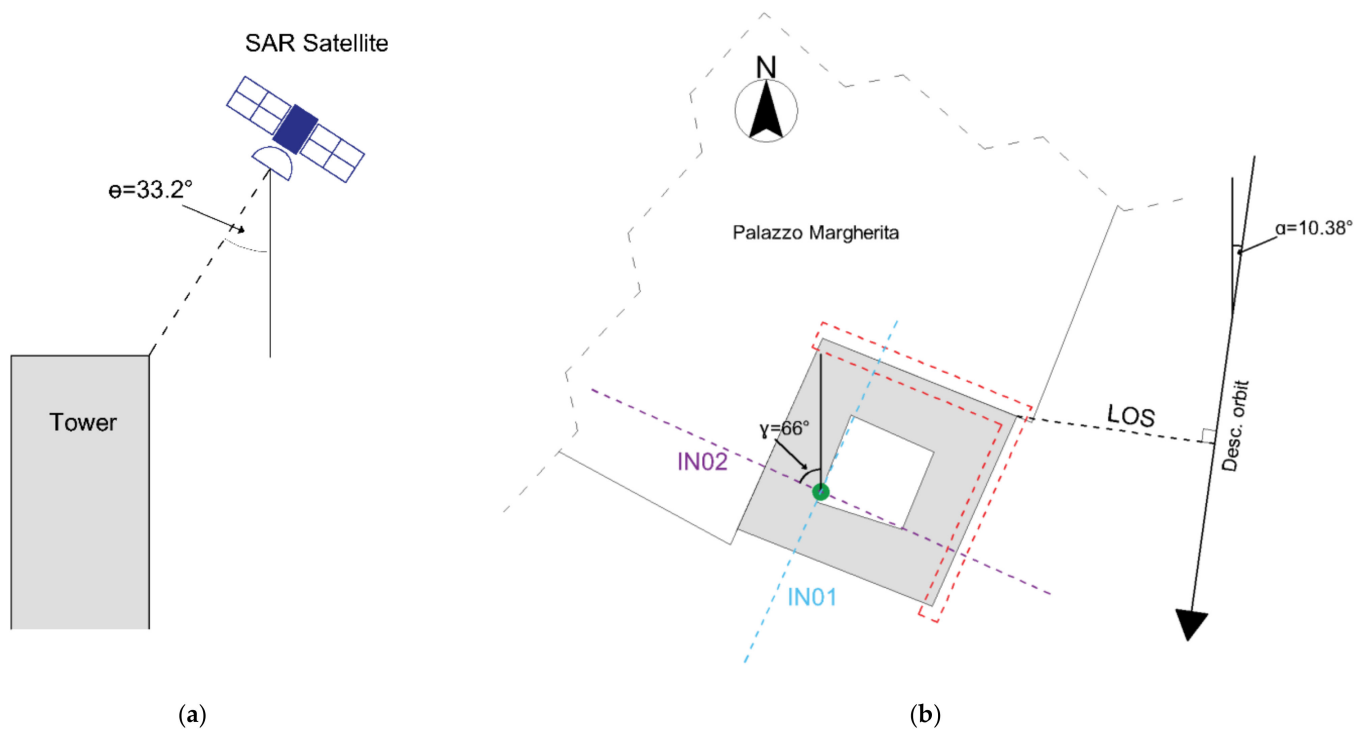 SAR Satellite
ɵ=33.2°
Tower
(a)
N
Palazzo Margherita
α=10.38°
LOS
Desc. orbit
Ɣ=66°
IN02
IN01
(b)